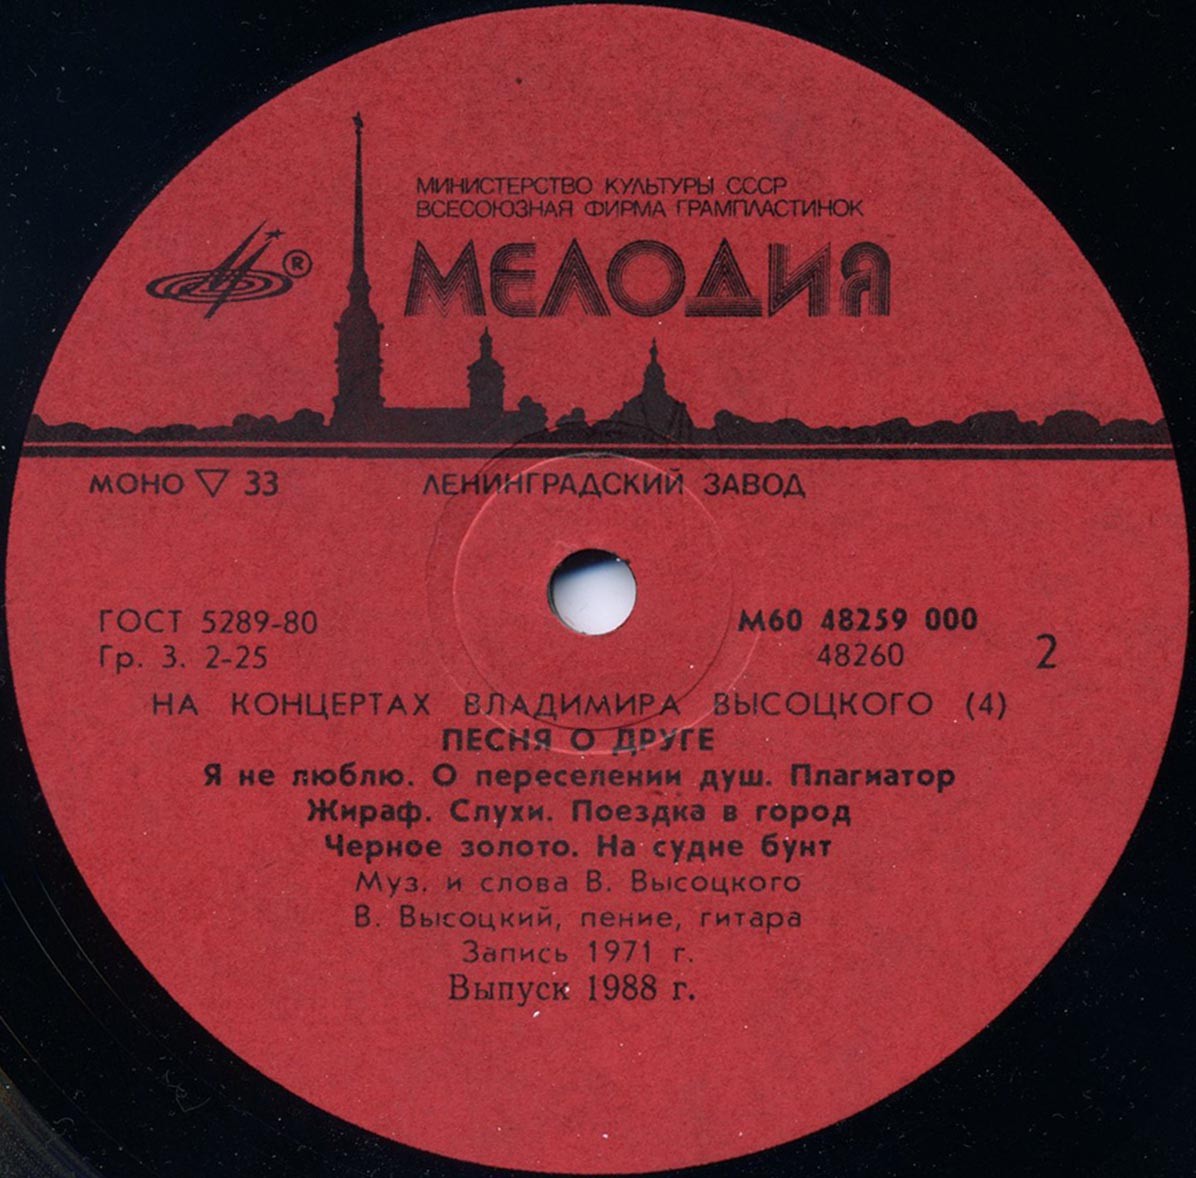 МИНИСТЕРСТВО КУЛЬТУРЫ СССР
ВСЕСОЮЗНАЯ ФИРМА ГРАМПЛАСТИНОК
®
МЕЛОДИЯ
МОНО ▽ 33
ЛЕНИНГРАДСКИЙ ЗАВОД
ГОСТ 5289-80
Гр. 3. 2-25
М60 48259 000
48260
2
НА КОНЦЕРТАХ ВЛАДИМИРА ВЫСОЦКОГО (4)
ПЕСНЯ О ДРУГЕ
Я не люблю. О переселении душ. Плагиатор
Жираф. Слухи. Поездка в город
Черное золото. На судне бунт
Муз. и слова В. Высоцкого
В. Высоцкий, пение, гитара
Запись 1971 г.
Выпуск 1988 г.